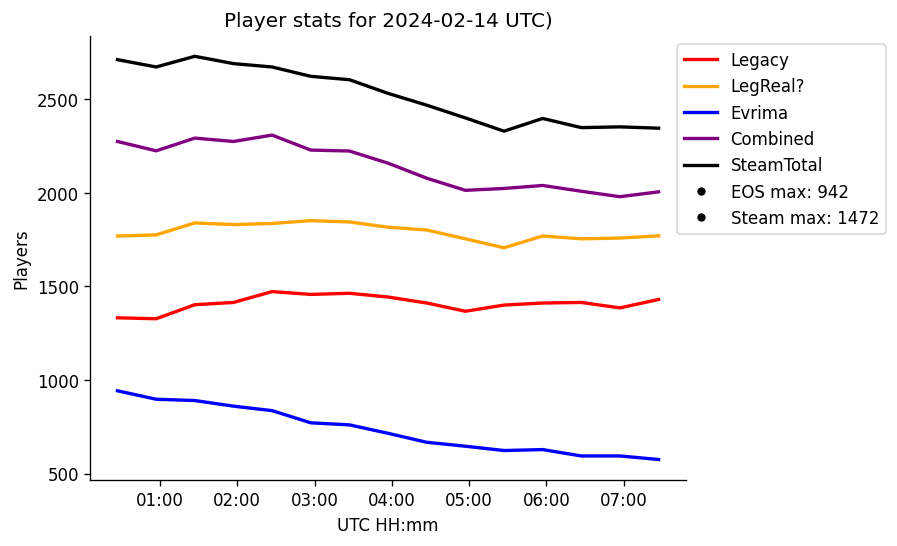 Player stats for 2024-02-14 UTC)
Legacy
LegReal?
Evrima
Combined
SteamTotal
EOS max: 942
Steam max: 1472
Players
2500
2000
1500
1000
500
01:00 02:00 03:00 04:00 05:00 06:00 07:00
UTC HH:mm